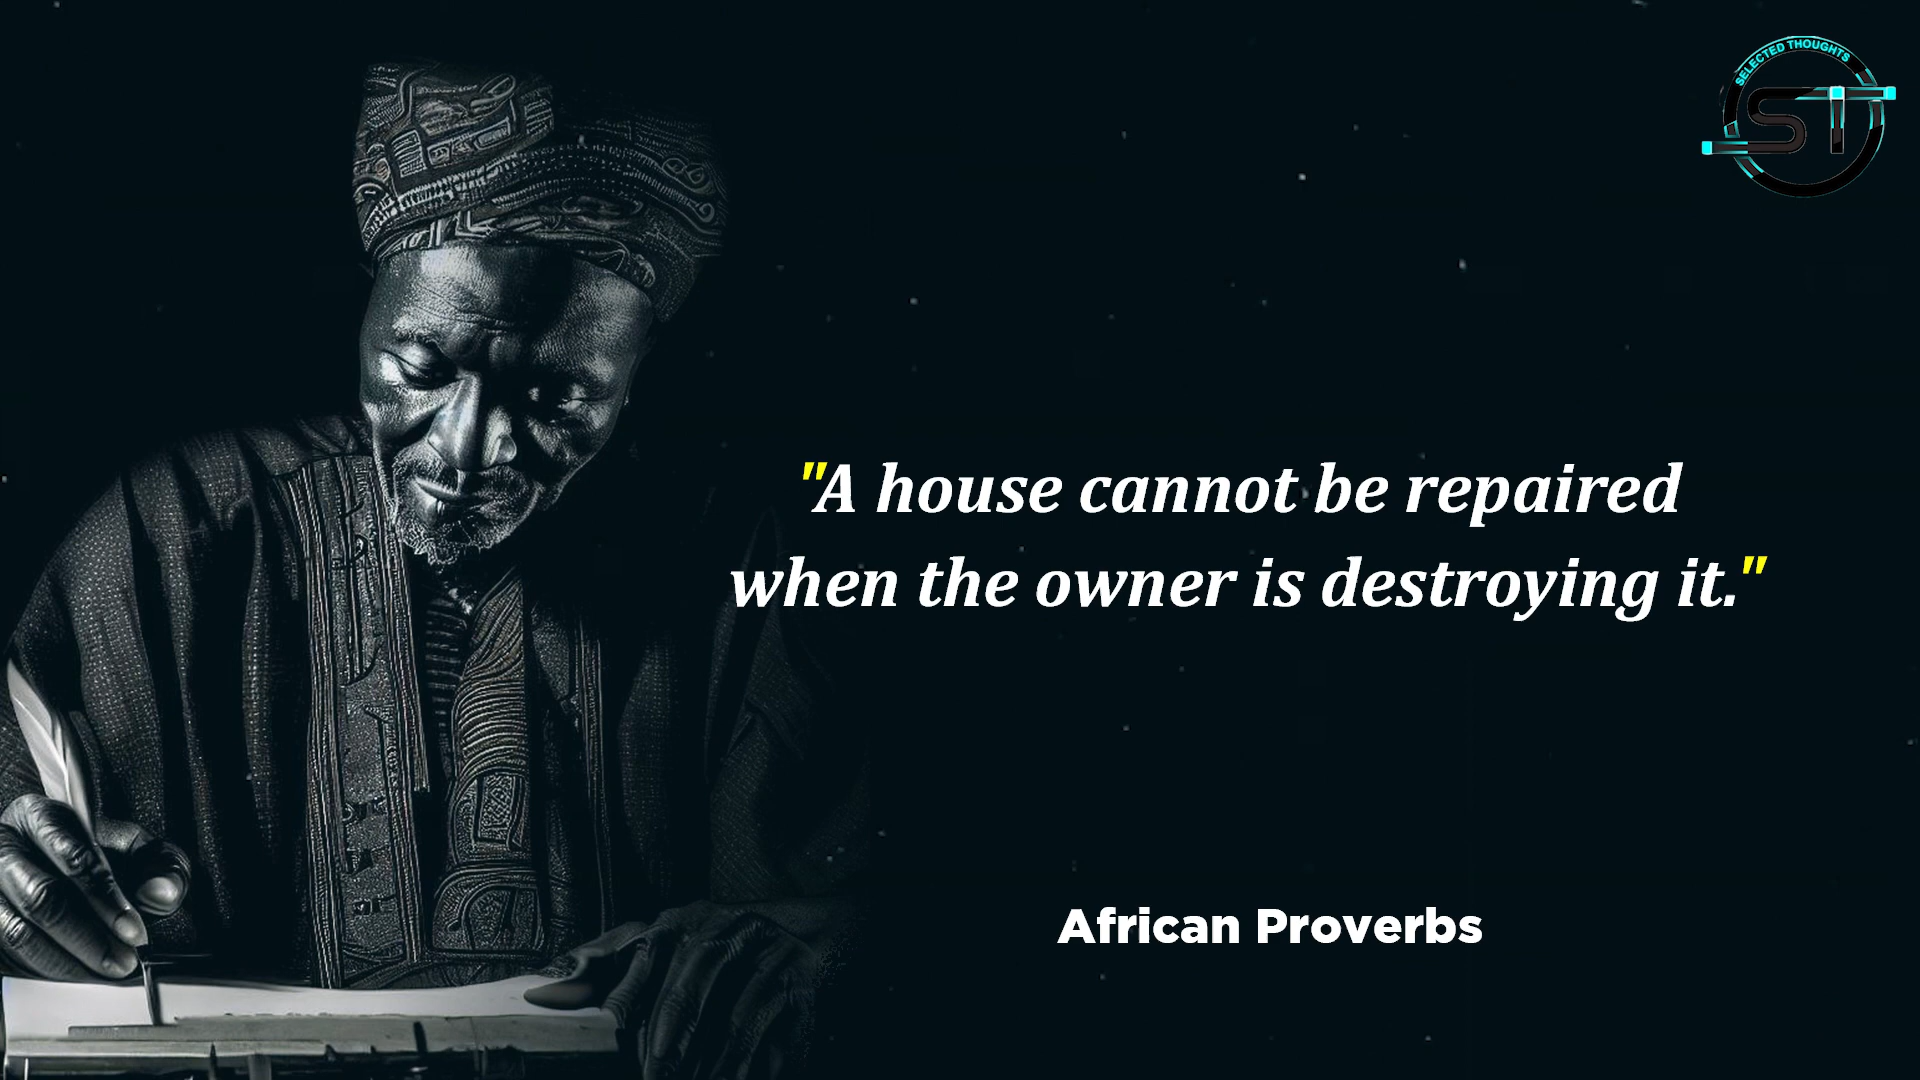 SELECTED THOUGHTS
ST
"A house cannot be repaired
when the owner is destroying it."
African Proverbs